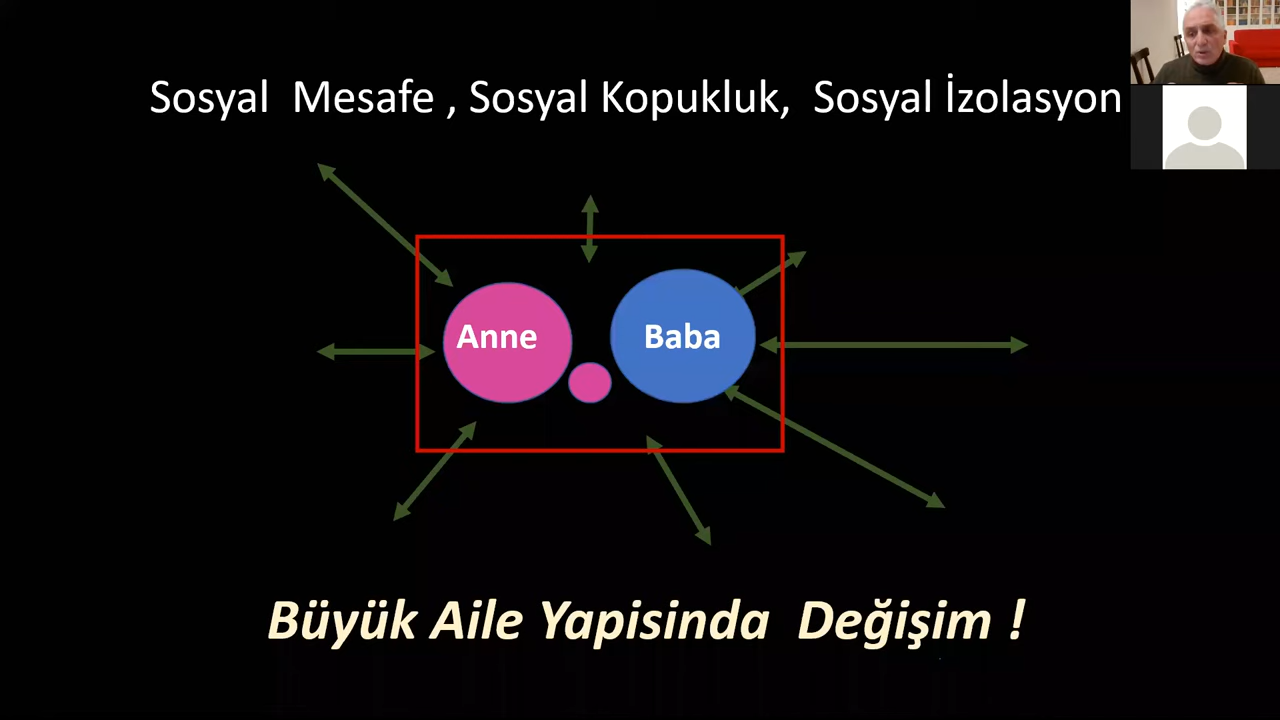 Sosyal Mesafe , Sosyal Kopukluk, Sosyal İzolasyon
Anne
Baba
Büyük Aile Yapisinda Değişim !